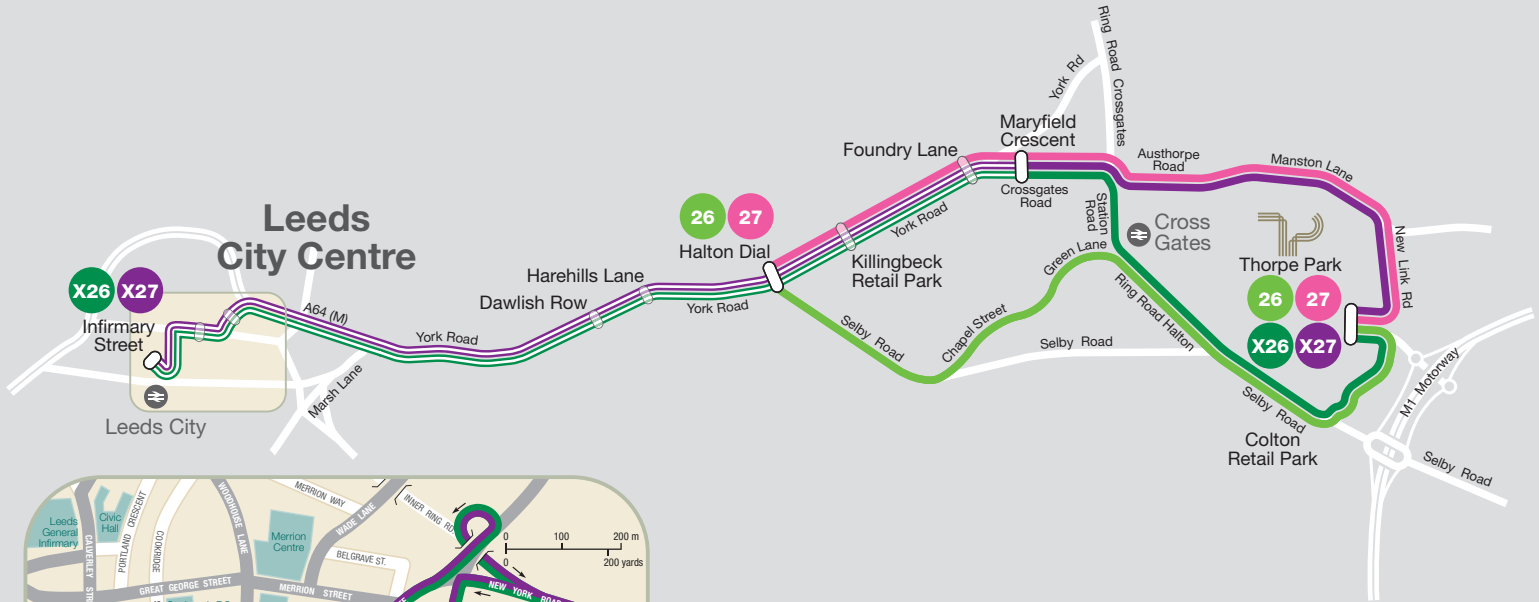 Ring Road Crossgates
York Rd
Maryfield
Crescent
Foundry Lane
Austhorpe
Road
Manston Lane
Crossgates
Road
Station
Road
Cross
Gates
New Link Rd
Thorpe Park
26
27
X26
X27
26
27
Halton Dial
York Road
Killingbeck
Retail Park
Green Lane
Leeds
City Centre
X26
X27
Infirmary
Street
Harehills Lane
Dawlish Row
York Road
A64 (M)
York Road
Selby Road
Chapel Street
Selby Road
Ring Road Halton
Selby Road
M1 Motorway
Marsh Lane
Leeds City
Colton
Retail Park
Selby Road
Leeds
General
Infirmary
Civic
Hall
CALVERLEY STR
PORTLAND CRESCENT
COOKRIDGE
WOODHOUSE LANE
MERRION WAY
WADE LANE
INNER RING RD
Merrion
Centre
BELGRAVE ST.
0
100
200 m
0
200 yards
GREAT GEORGE STREET
MERRION STREET
NEW YORK ROAD